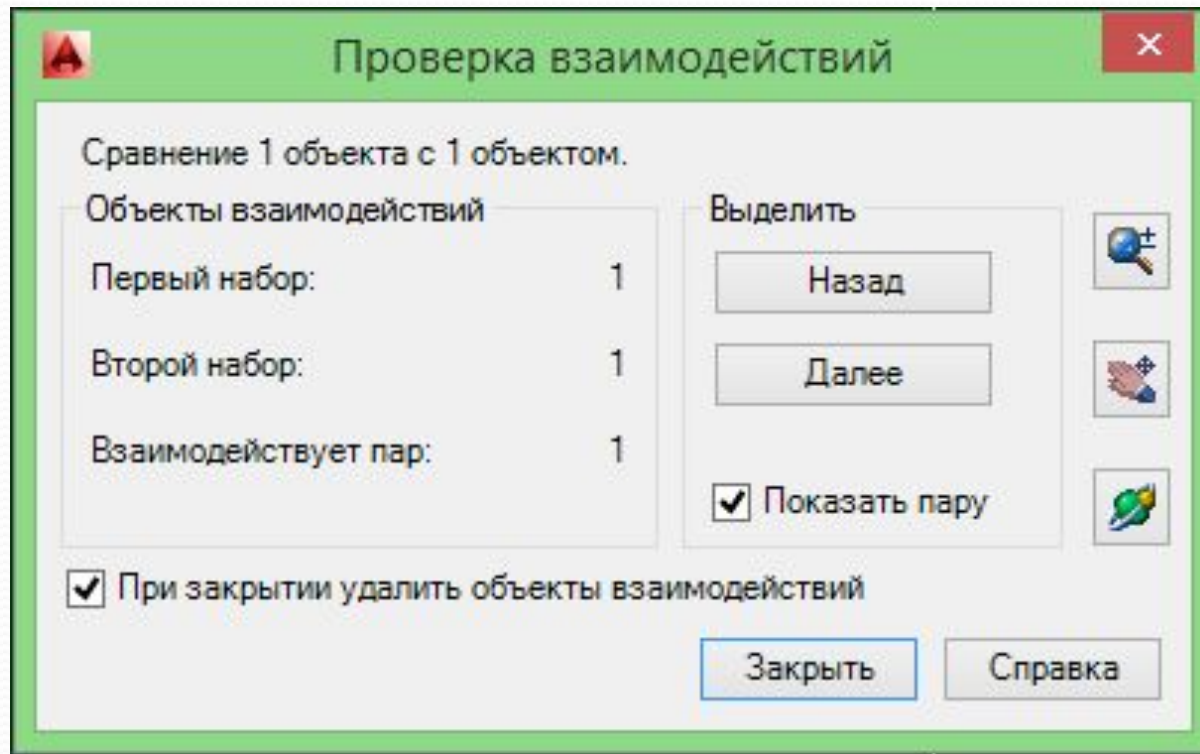 Проверка взаимодействий
Сравнение 1 объекта с 1 объектом.
Объекты взаимодействий
Первый набор: 1
Второй набор: 1
Взаимодействует пар: 1
Выделить
Назад
Далее
Показать пару
При закрытии удалить объекты взаимодействий
Закрыть
Справка